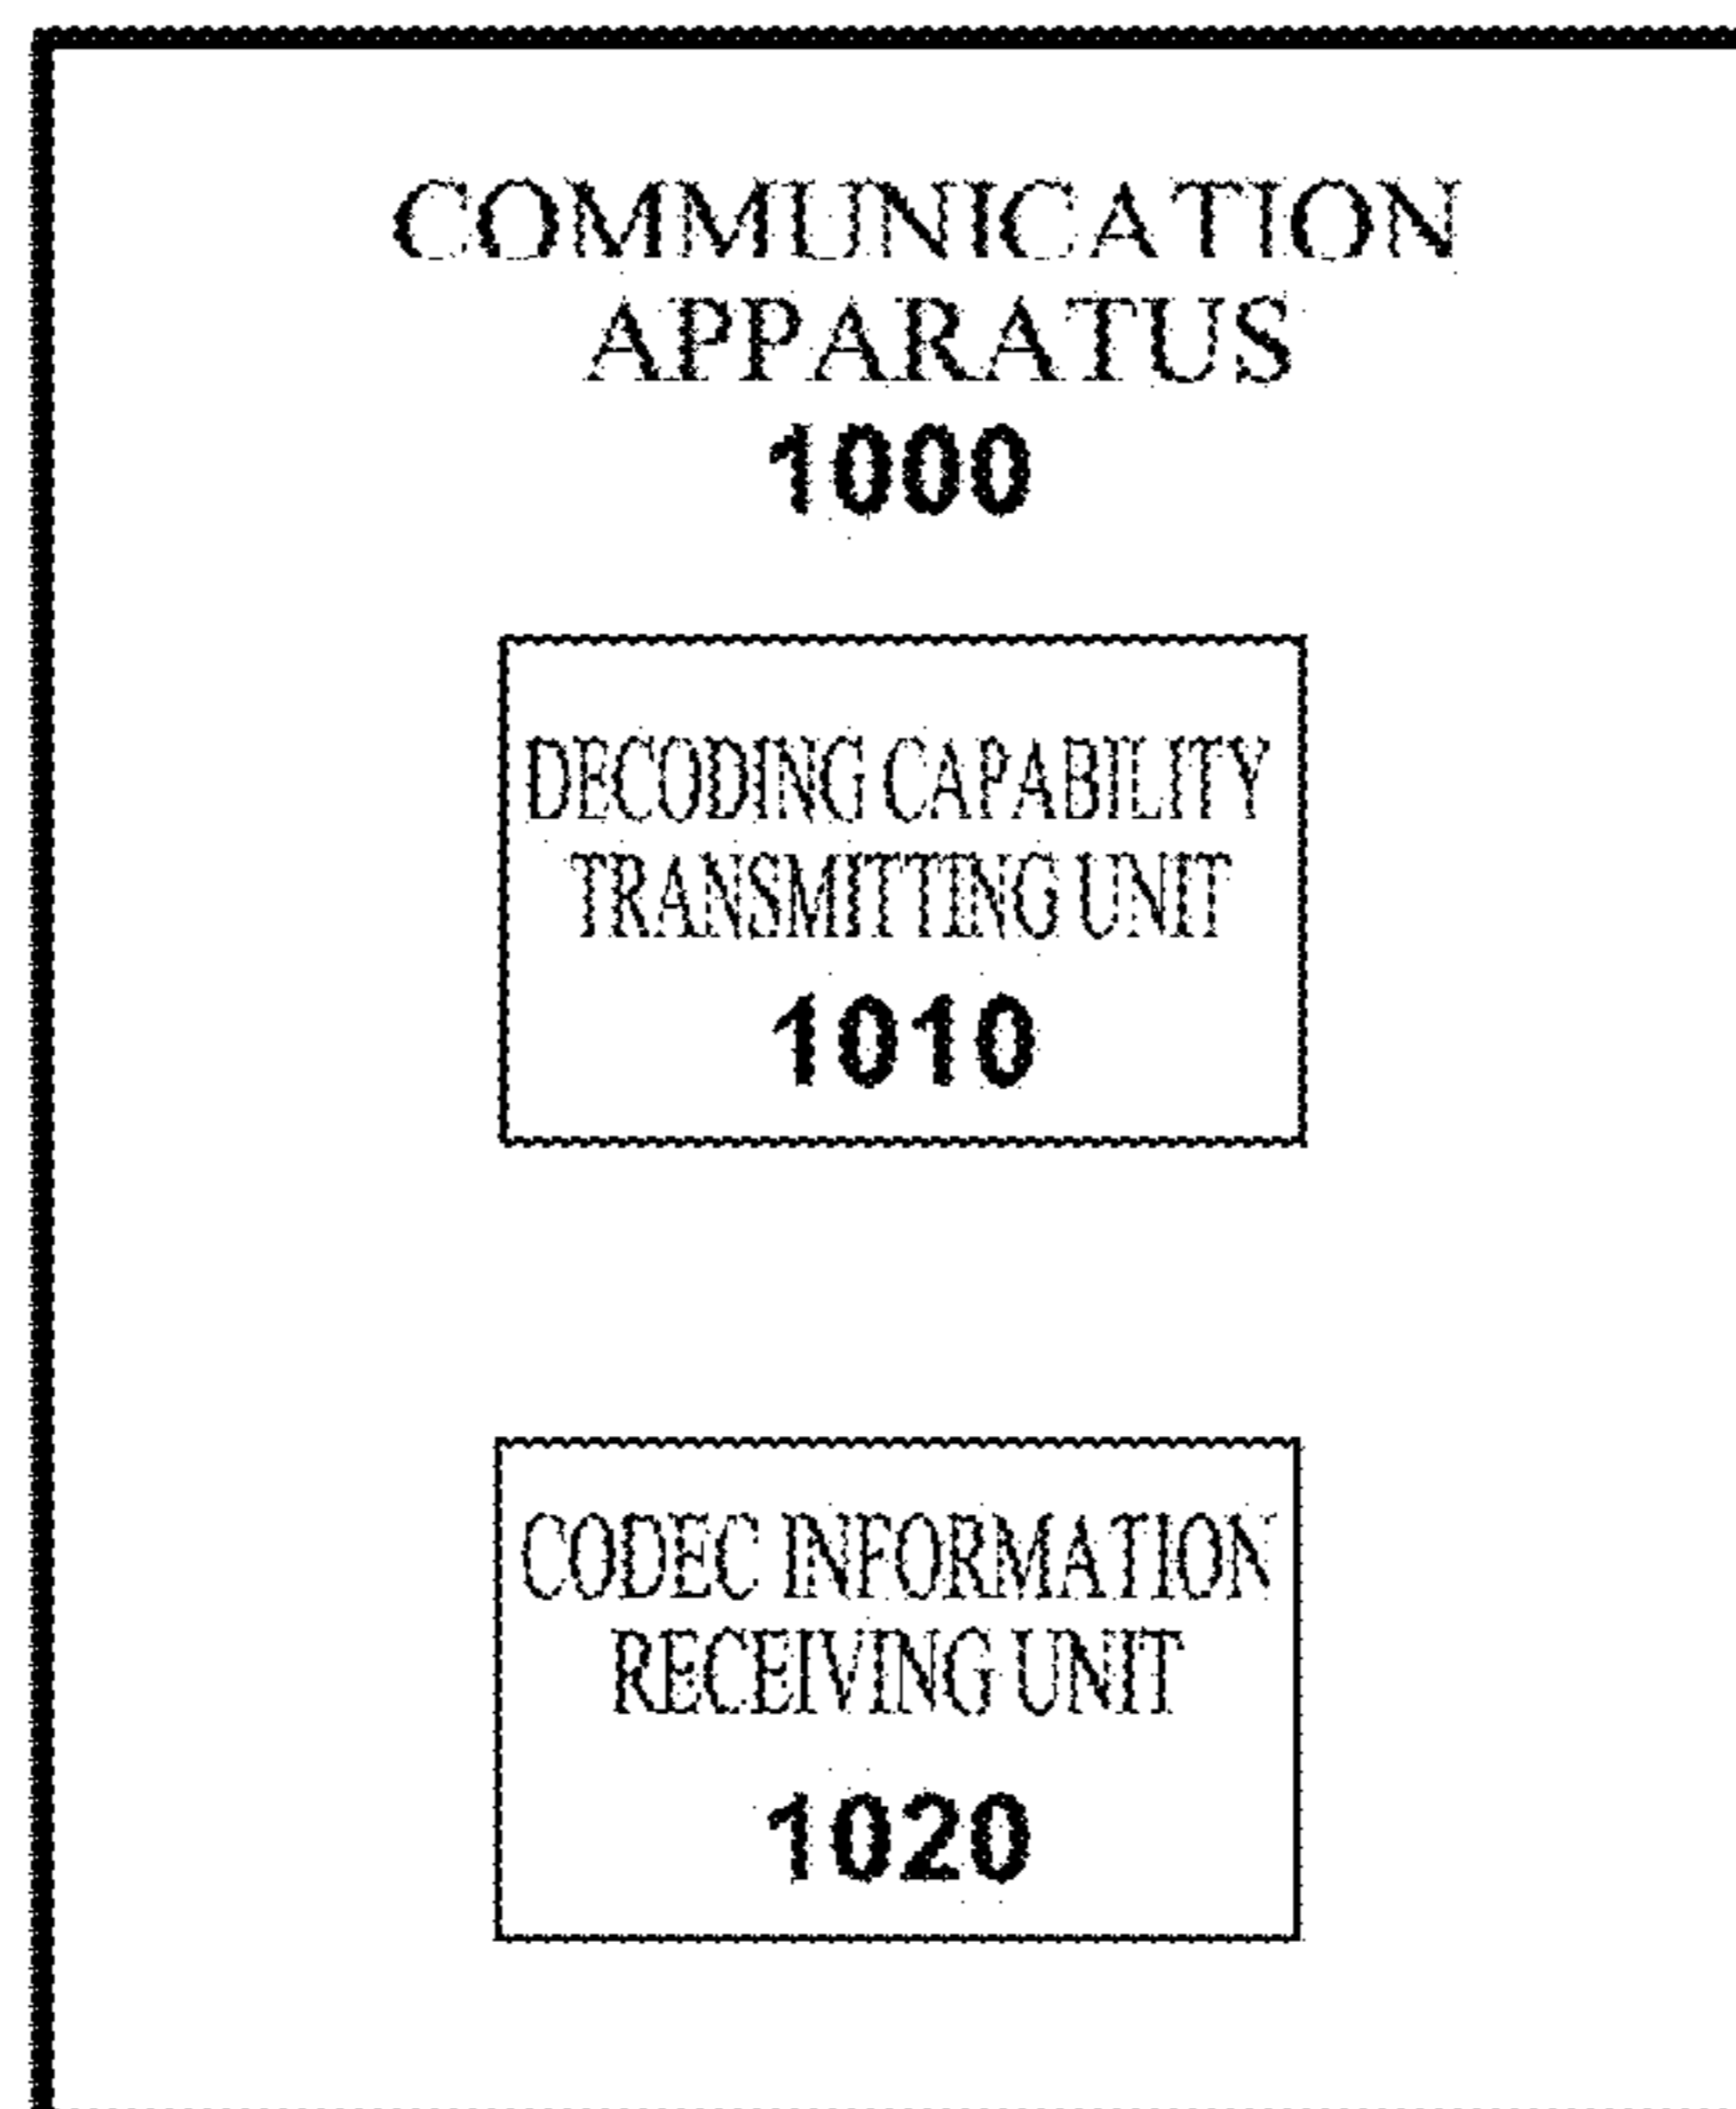 COMMUNICATION
APPARATUS
1000
DECODING CAPABILITY
TRANSMITTING UNIT
1010
CODEC INFORMATION
RECEIVING UNIT
1020